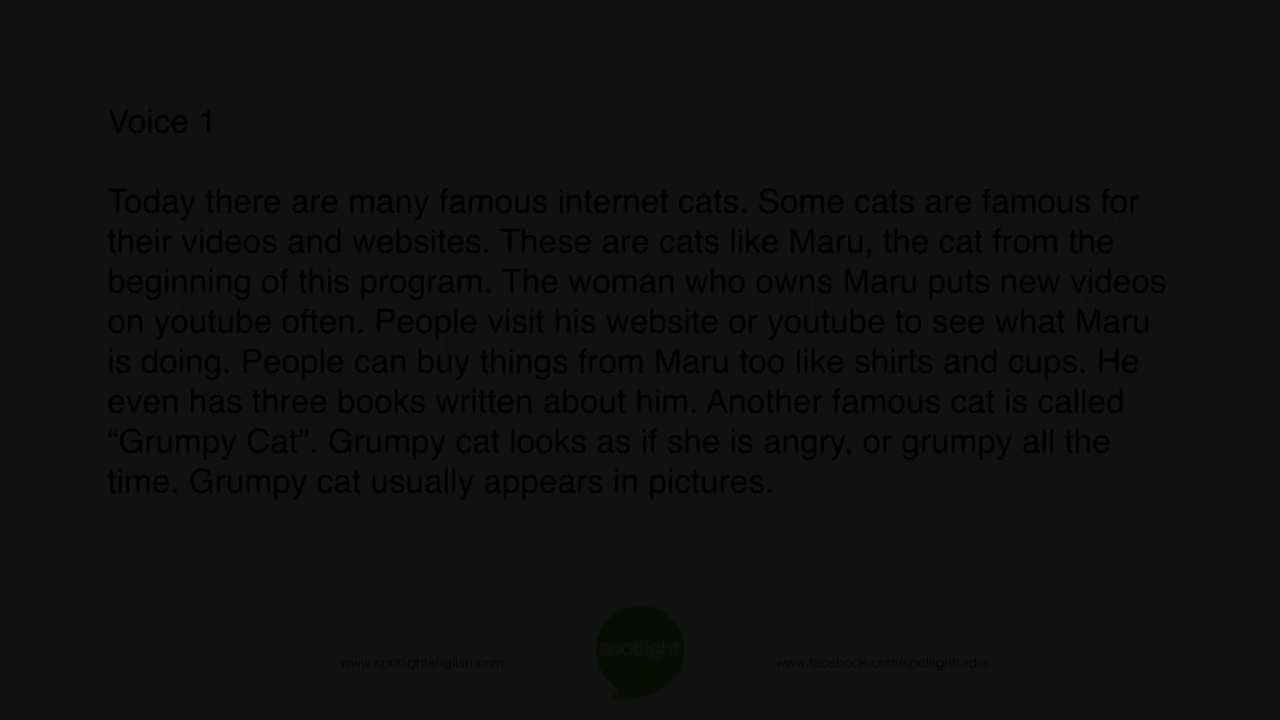 Voice 1
Today there are many famous internet cats. Some cats are famous for
their videos and websites. These are cats like Maru, the cat from the
beginning of this program. The woman who owns Maru puts new videos
on youtube often. People visit his website or youtube to see what Maru
is doing. People can buy things from Maru too like shirts and cups. He
even has three books written about him. Another famous cat is called
“Grumpy Cat”. Grumpy cat looks as if she is angry, or grumpy all the
time. Grumpy cat usually appears in pictures.
spotlight
www.spotlightenglish.com
www.facebook.com/spotlightradio